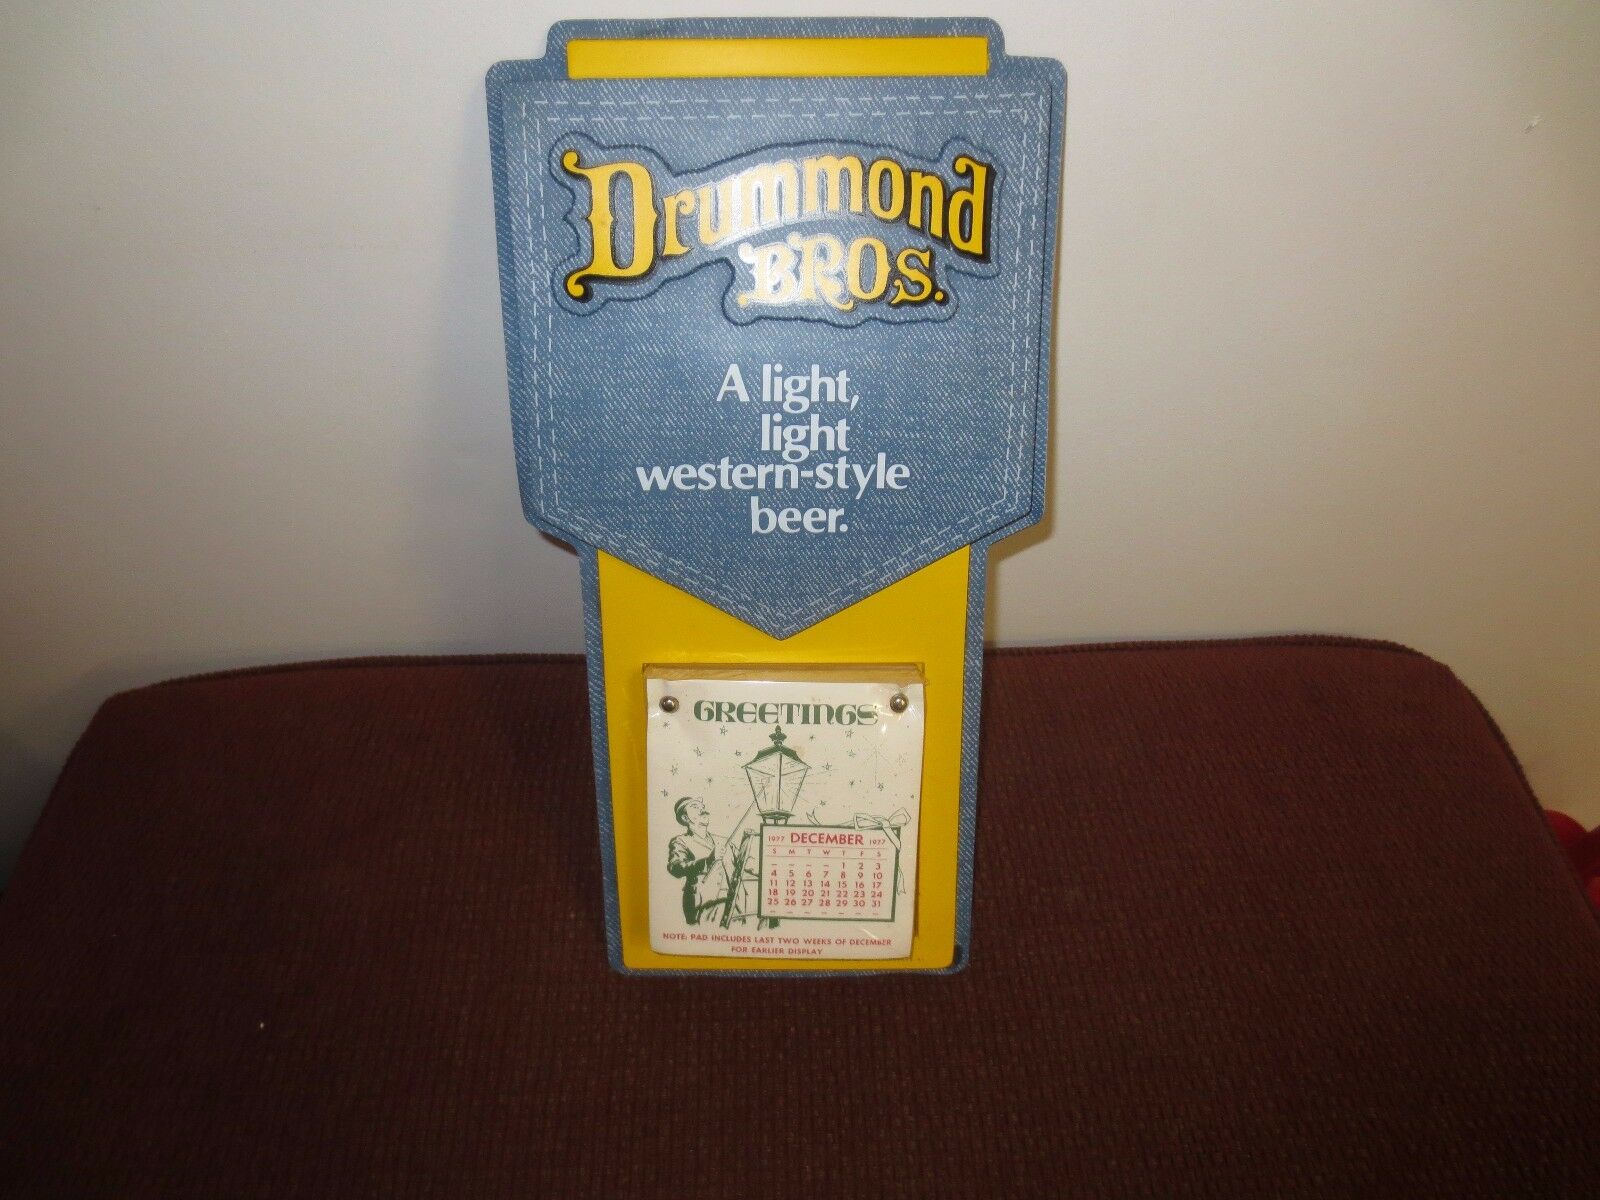 Drummond
BROS.
A light,
light
western-style
beer.
GREETINGS
1977 DECEMBER 1977
S M T W T F S
– – – – 1 2 3
4 5 6 7 8 9 10
11 12 13 14 15 16 17
18 19 20 21 22 23 24
25 26 27 28 29 30 31
– – – – – – –
NOTE: PAD INCLUDES LAST TWO WEEKS OF DECEMBER
FOR EARLIER DISPLAY